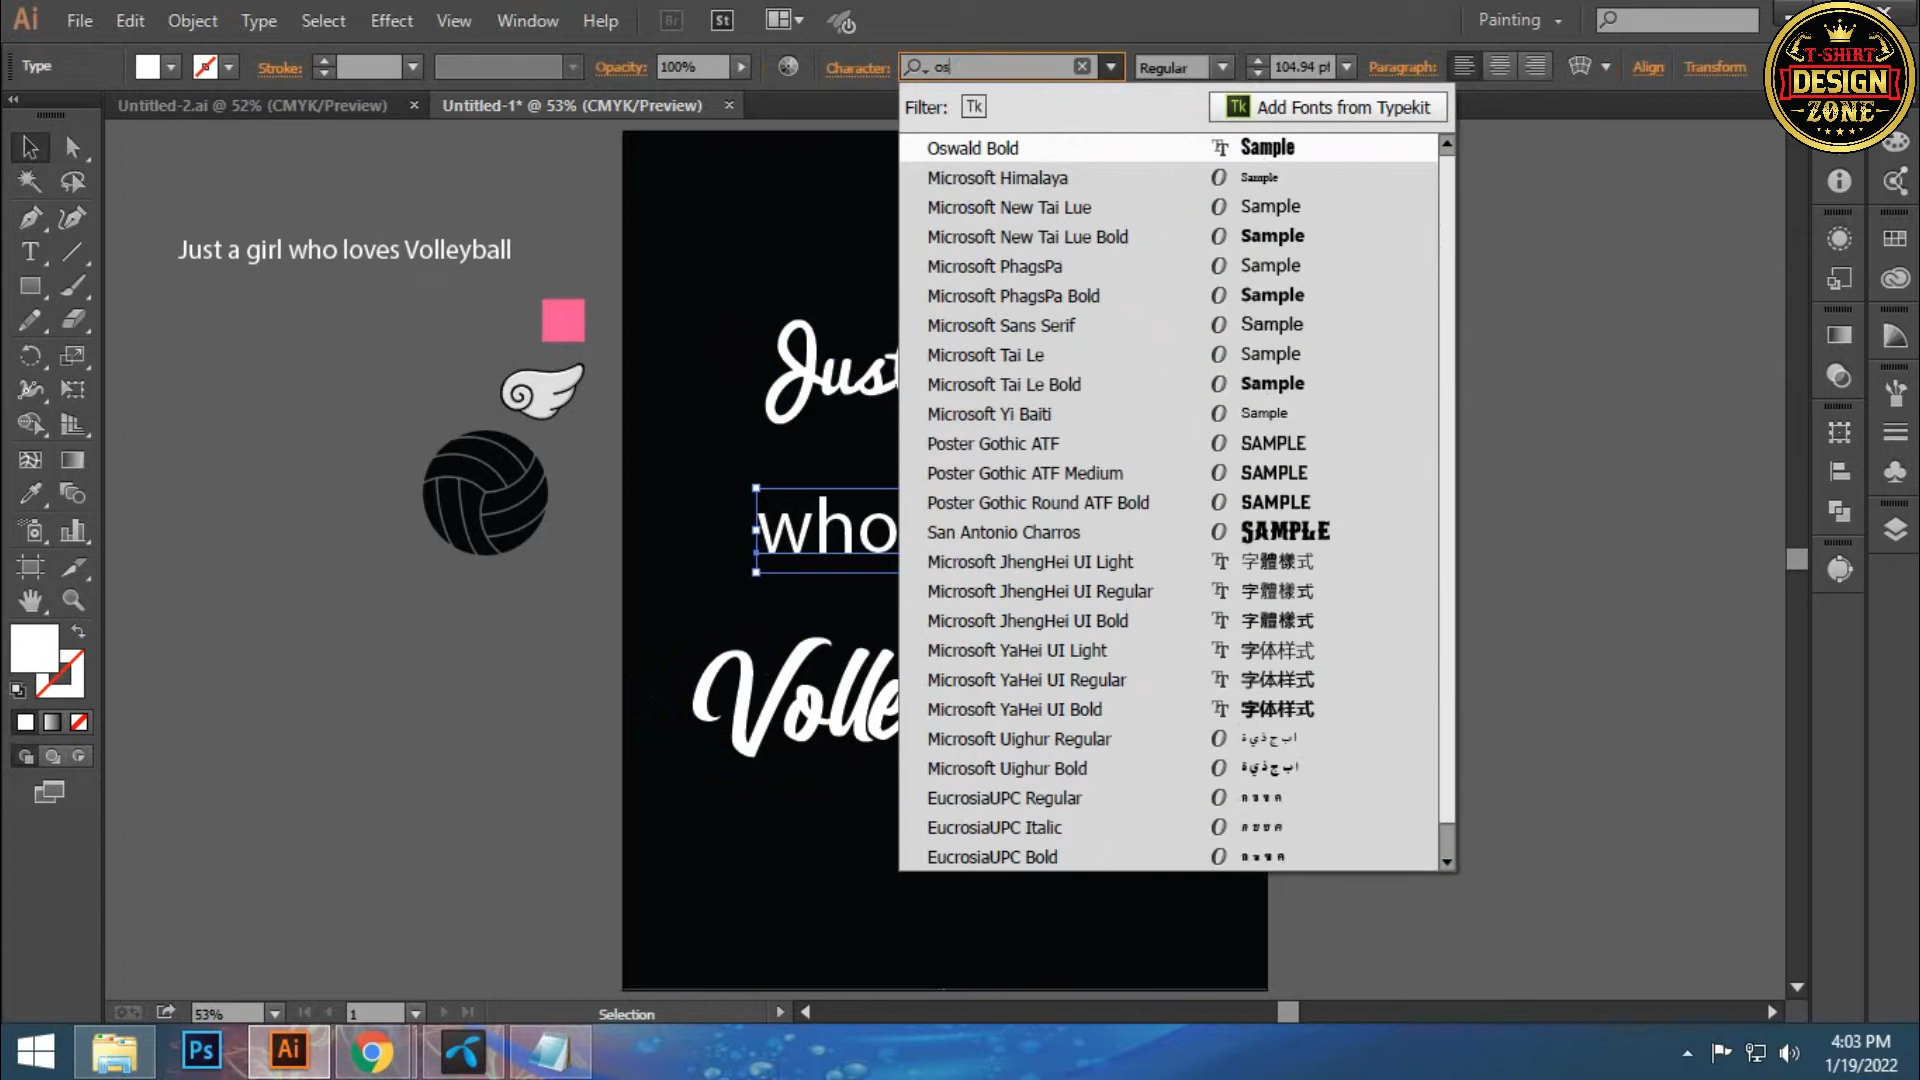 Ai File Edit Object Type Select Effect View Window Help Br St Painting
Type Stroke: Opacity: 100% Character: os Regular 104.94 pt Paragraph: Align Transform
T-SHIRT
DESIGN
ZONE
Untitled-2.ai @ 52% (CMYK/Preview) Untitled-1* @ 53% (CMYK/Preview)
Filter: Tk Tk Add Fonts from Typekit
Oswald Bold Sample
Microsoft Himalaya Sample
Microsoft New Tai Lue Sample
Microsoft New Tai Lue Bold Sample
Microsoft PhagsPa Sample
Microsoft PhagsPa Bold Sample
Microsoft Sans Serif Sample
Microsoft Tai Le Sample
Microsoft Tai Le Bold Sample
Microsoft Yi Baiti Sample
Poster Gothic ATF SAMPLE
Poster Gothic ATF Medium SAMPLE
Poster Gothic Round ATF Bold SAMPLE
San Antonio Charros SAMPLE
Microsoft JhengHei UI Light 字體樣式
Microsoft JhengHei UI Regular 字體樣式
Microsoft JhengHei UI Bold 字體樣式
Microsoft YaHei UI Light 字体样式
Microsoft YaHei UI Regular 字体样式
Microsoft YaHei UI Bold 字体样式
Microsoft Uighur Regular
Microsoft Uighur Bold
EucrosiaUPC Regular
EucrosiaUPC Italic
EucrosiaUPC Bold
Just a girl who loves Volleyball
Just
who
Volle
53% 1 Selection
Ps Ai
4:03 PM
1/19/2022